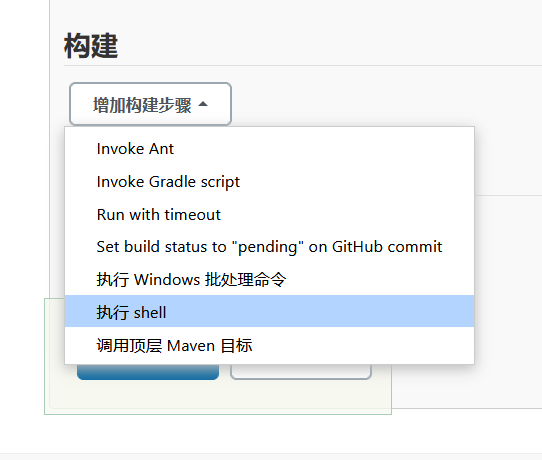 构建
增加构建步骤
Invoke Ant
Invoke Gradle script
Run with timeout
Set build status to "pending" on GitHub commit
执行 Windows 批处理命令
执行 shell
调用顶层 Maven 目标